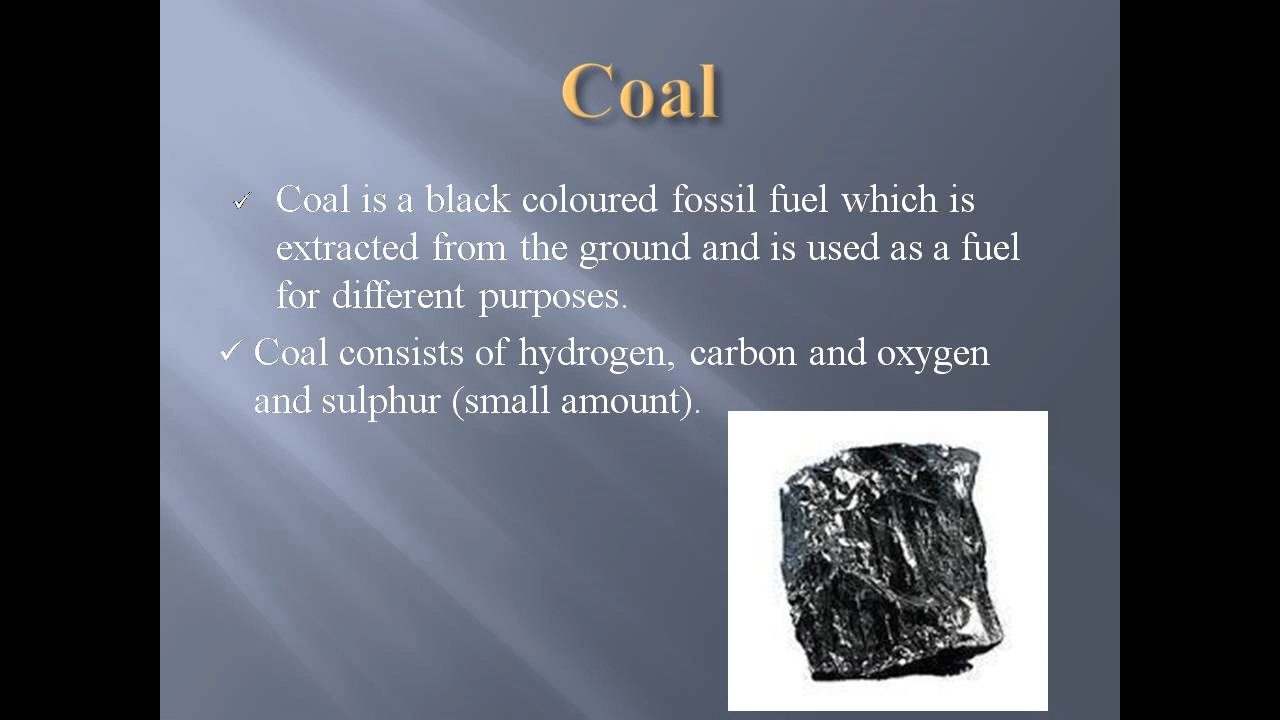 Coal
✓ Coal is a black coloured fossil fuel which is
extracted from the ground and is used as a fuel
for different purposes.
✓ Coal consists of hydrogen, carbon and oxygen
and sulphur (small amount).